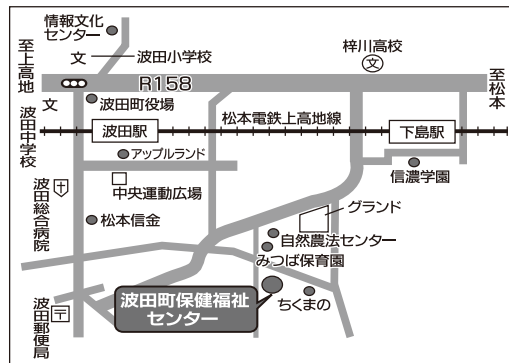 情報文化
センター
文 波田小学校
梓川高校
文
至上高地
R158
至松本
文
波田中学校
波田町役場
松本電鉄上高地線
波田駅
下島駅
アップルランド
信濃学園
中央運動広場
波田総合病院
グランド
松本信金
自然農法センター
みつば保育園
波田町保健福祉
センター
ちくまの
波田郵便局